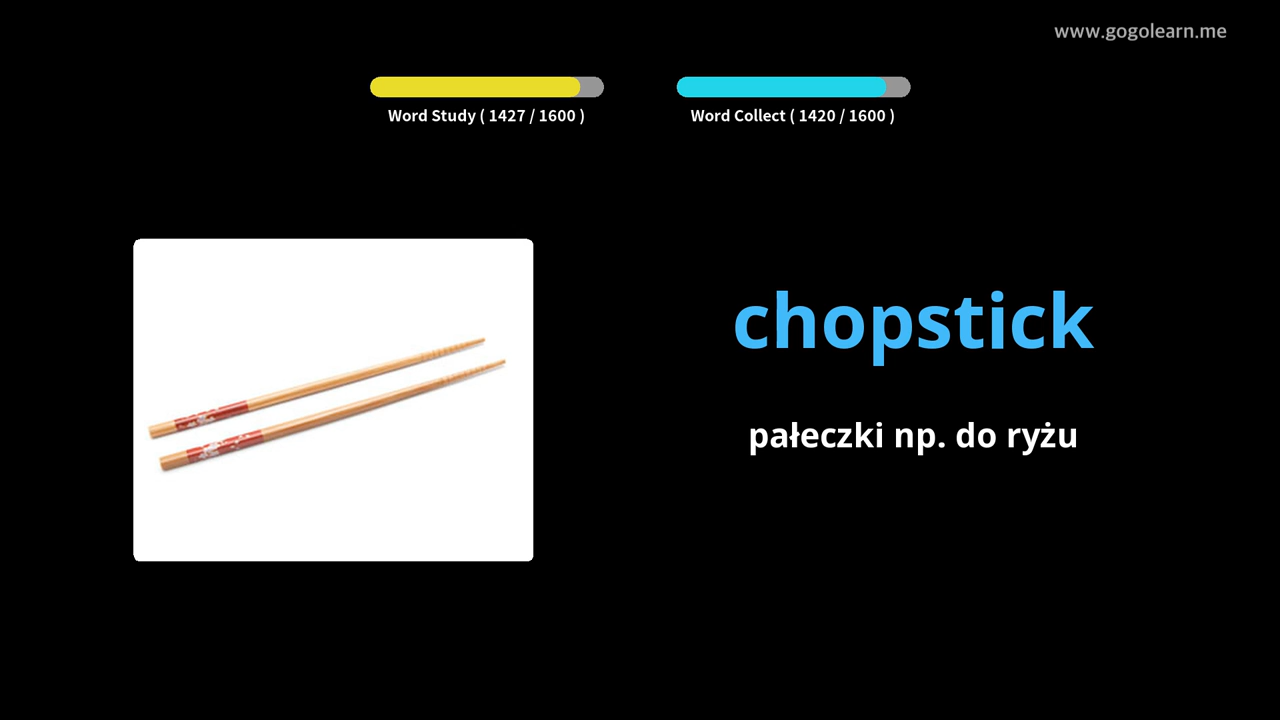 www.gogolearn.me
Word Study ( 1427 / 1600 )
Word Collect ( 1420 / 1600 )
chopstick
pałeczki np. do ryżu